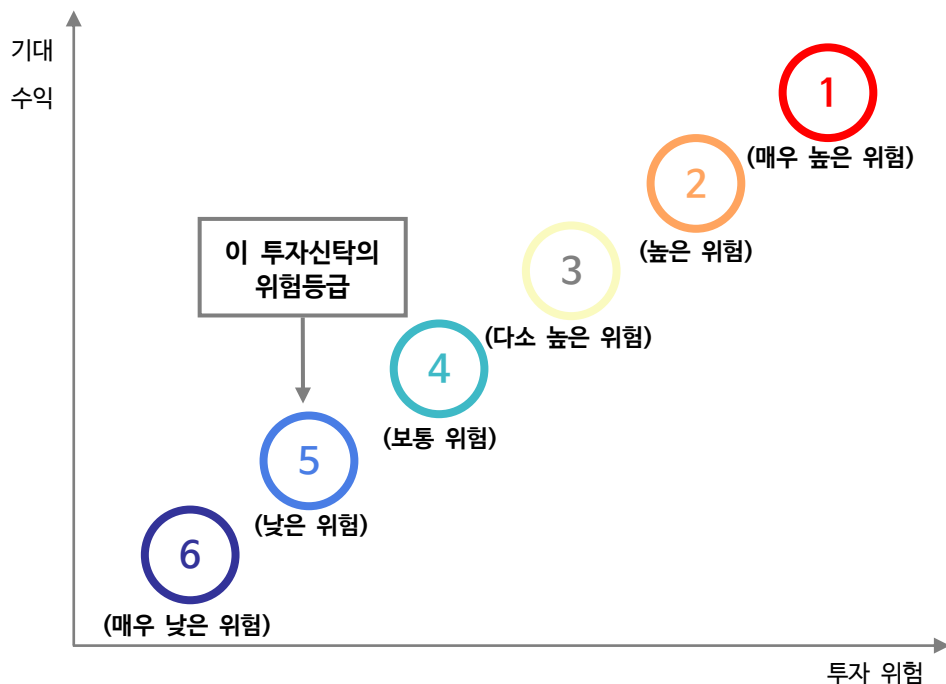 기대
수익
1
(매우 높은 위험)
2
(높은 위험)
이 투자신탁의
위험등급
3
(다소 높은 위험)
4
(보통 위험)
5
(낮은 위험)
6
(매우 낮은 위험)
투자 위험